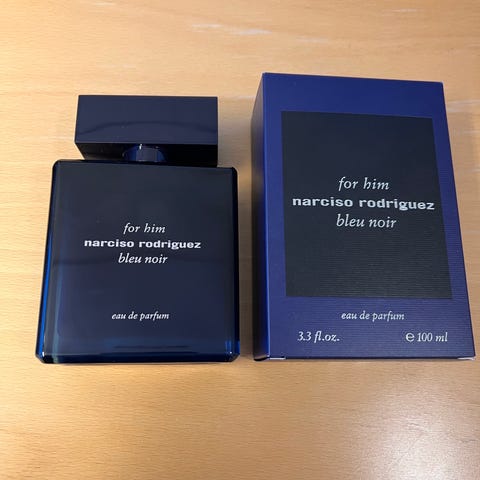 for him
narciso rodriguez
bleu noir
eau de parfum
for him
narciso rodriguez
bleu noir
eau de parfum
3.3 fl.oz. ℮ 100 ml